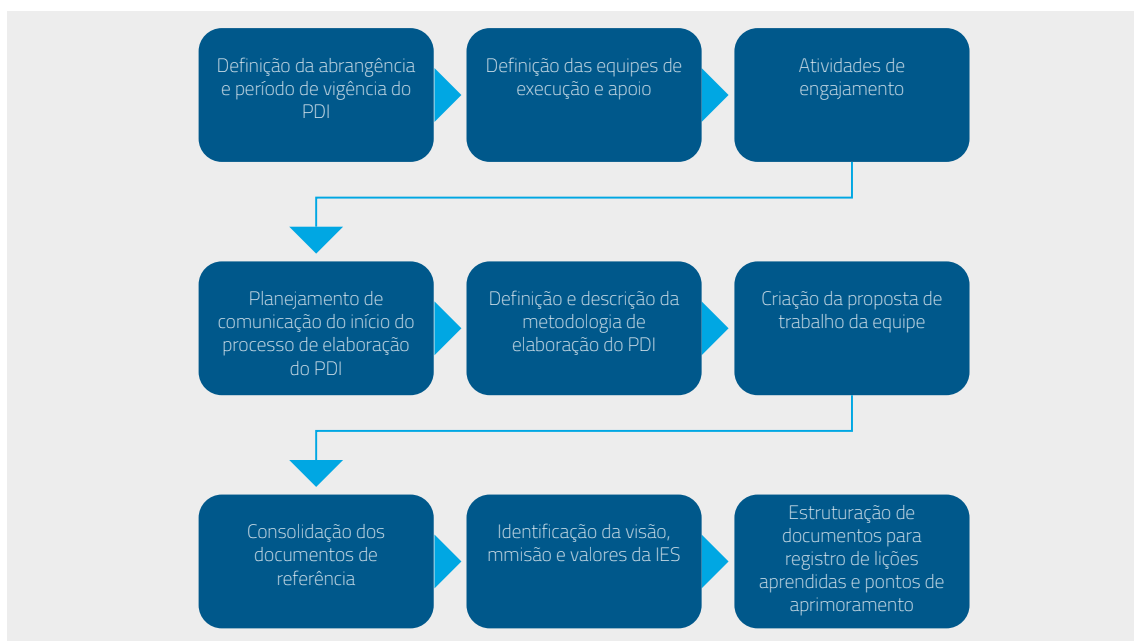 Definição da abrangência
e período de vigência do
PDI
Definição das equipes de
execução e apoio
Atividades de
engajamento
Planejamento de
comunicação do início do
processo de elaboração
do PDI
Definição e descrição da
metodologia de
elaboração do PDI
Criação da proposta de
trabalho da equipe
Consolidação dos
documentos de
referência
Identificação da visão,
mmisão e valores da IES
Estruturação de
documentos para
registro de lições
aprendidas e pontos de
aprimoramento